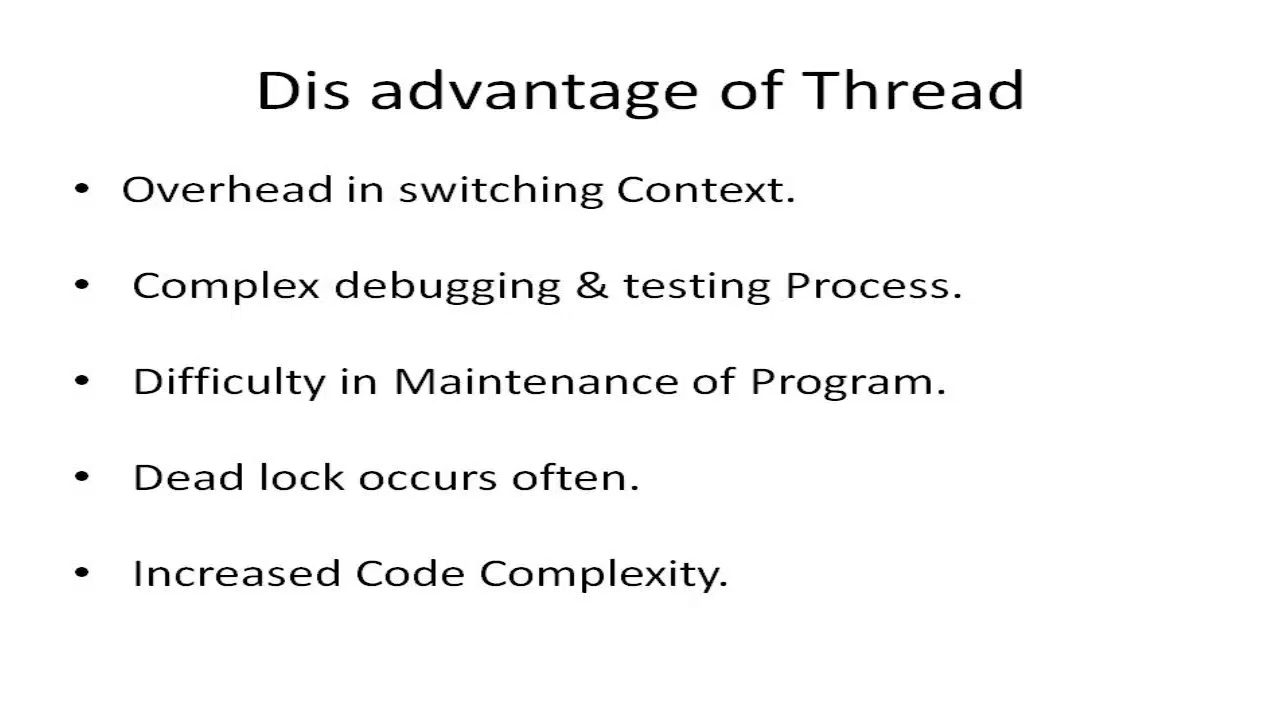 Dis advantage of Thread
• Overhead in switching Context.
• Complex debugging & testing Process.
• Difficulty in Maintenance of Program.
• Dead lock occurs often.
• Increased Code Complexity.